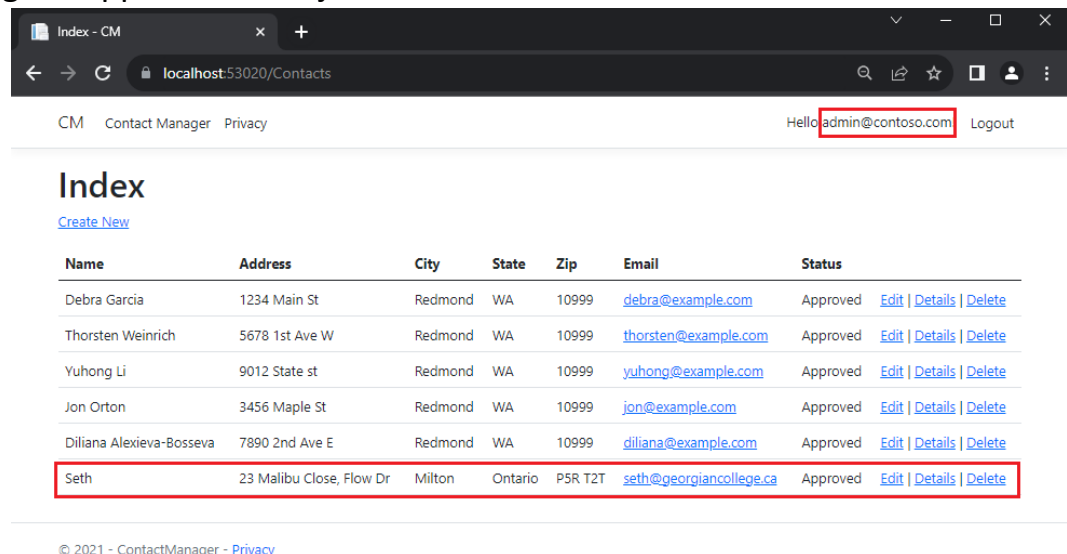 Index - CM
localhost:53020/Contacts
CM Contact Manager Privacy Hello admin@contoso.com! Logout
Index
Create New
Name Address City State Zip Email Status
Debra Garcia 1234 Main St Redmond WA 10999 debra@example.com Approved Edit | Details | Delete
Thorsten Weinrich 5678 1st Ave W Redmond WA 10999 thorsten@example.com Approved Edit | Details | Delete
Yuhong Li 9012 State st Redmond WA 10999 yuhong@example.com Approved Edit | Details | Delete
Jon Orton 3456 Maple St Redmond WA 10999 jon@example.com Approved Edit | Details | Delete
Diliana Alexieva-Bosseva 7890 2nd Ave E Redmond WA 10999 diliana@example.com Approved Edit | Details | Delete
Seth 23 Malibu Close, Flow Dr Milton Ontario P5R T2T seth@georgiancollege.ca Approved Edit | Details | Delete
© 2021 - ContactManager - Privacy